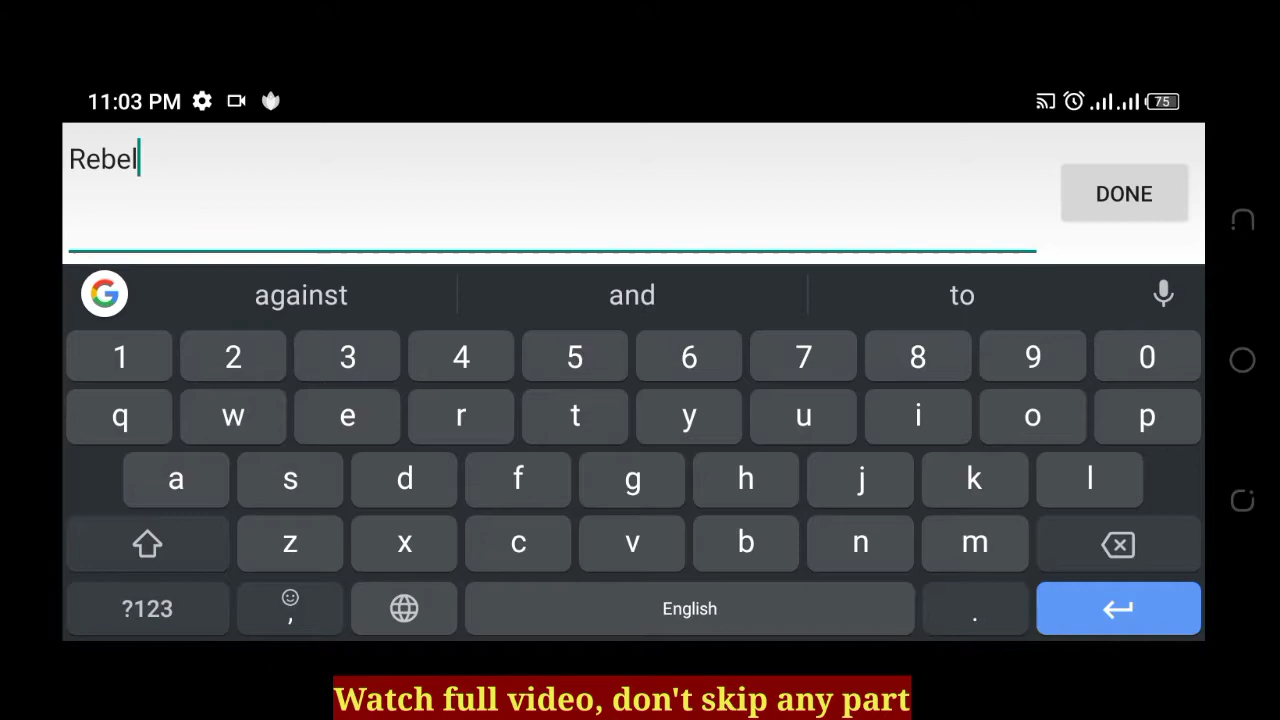 11:03 PM 75
Rebel
DONE
against and to
1 2 3 4 5 6 7 8 9 0
q w e r t y u i o p
a s d f g h j k l
z x c v b n m
?123 , English .
Watch full video, don't skip any part